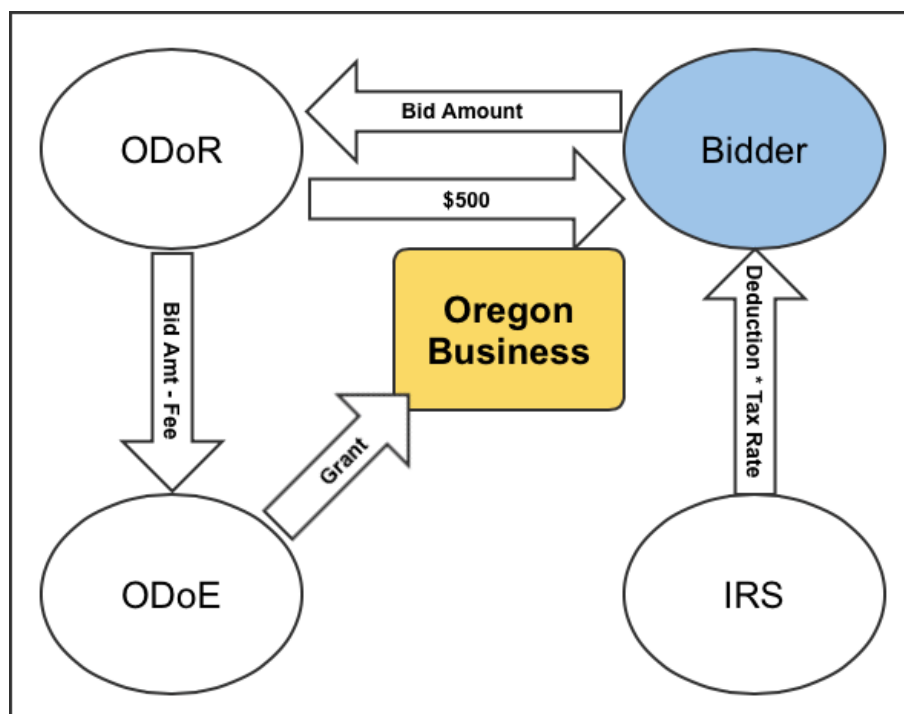 ODoR
Bid Amount
Bidder
$500
Oregon
Business
Bid Amt - Fee
Deduction * Tax Rate
Grant
ODoE
IRS